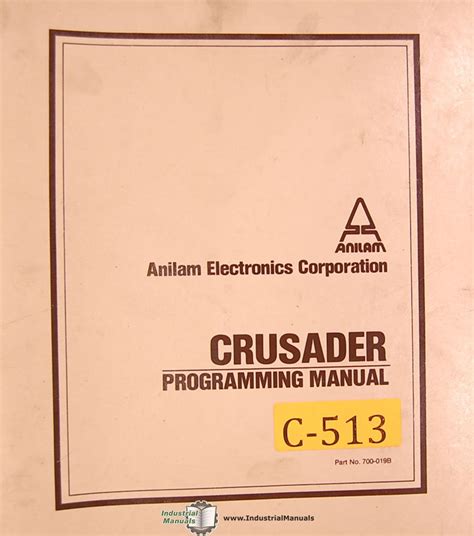 ANILAM
Anilam Electronics Corporation
CRUSADER
PROGRAMMING MANUAL
C-513
Part No. 700-019B
Industrial
Manuals
www.IndustrialManuals